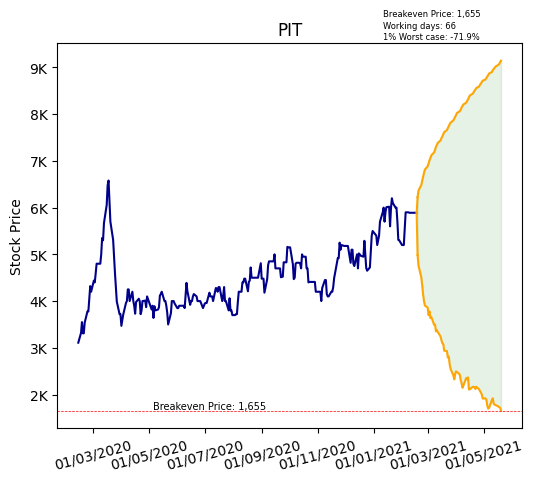 Breakeven Price: 1,655
Working days: 66
1% Worst case: -71.9%
PIT
9K
8K
7K
6K
5K
4K
3K
2K
Stock Price
Breakeven Price: 1,655
01/03/2020 01/05/2020 01/07/2020 01/09/2020 01/11/2020 01/01/2021 01/03/2021 01/05/2021